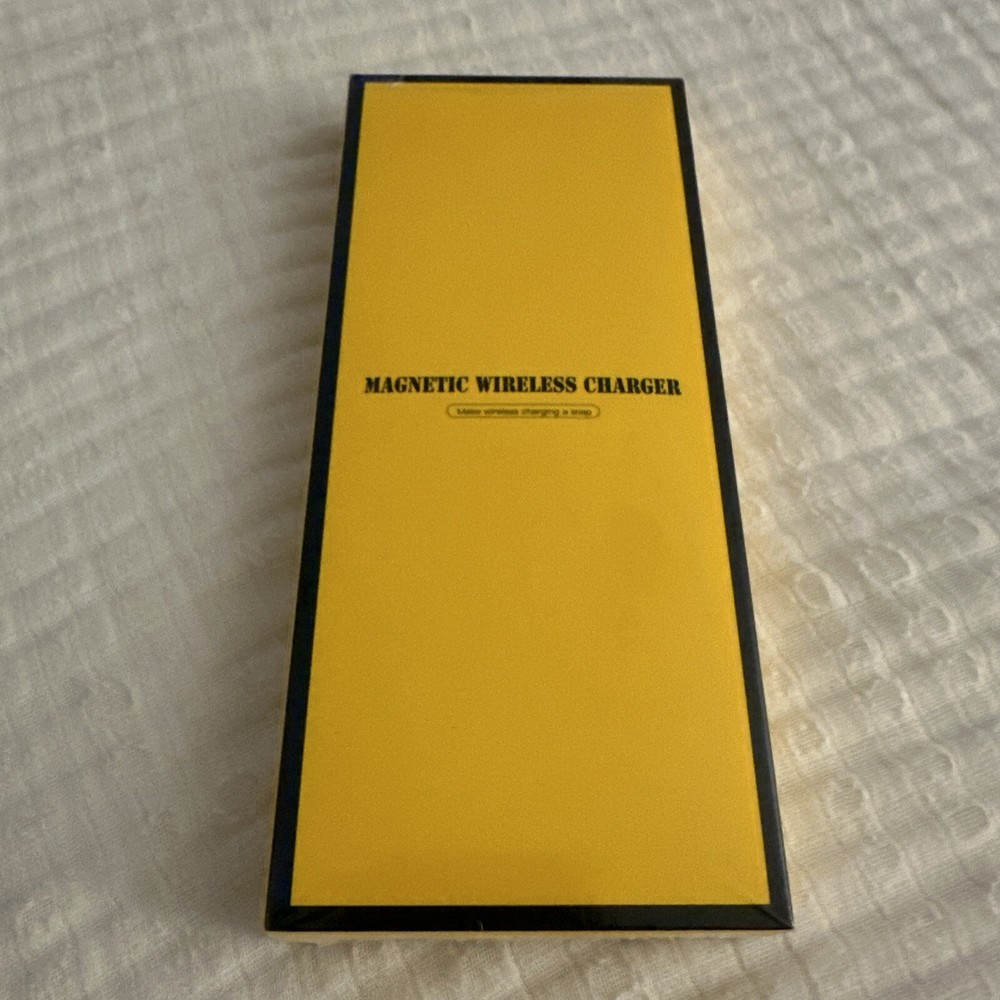 MAGNETIC WIRELESS CHARGER
Make wireless charging a snap